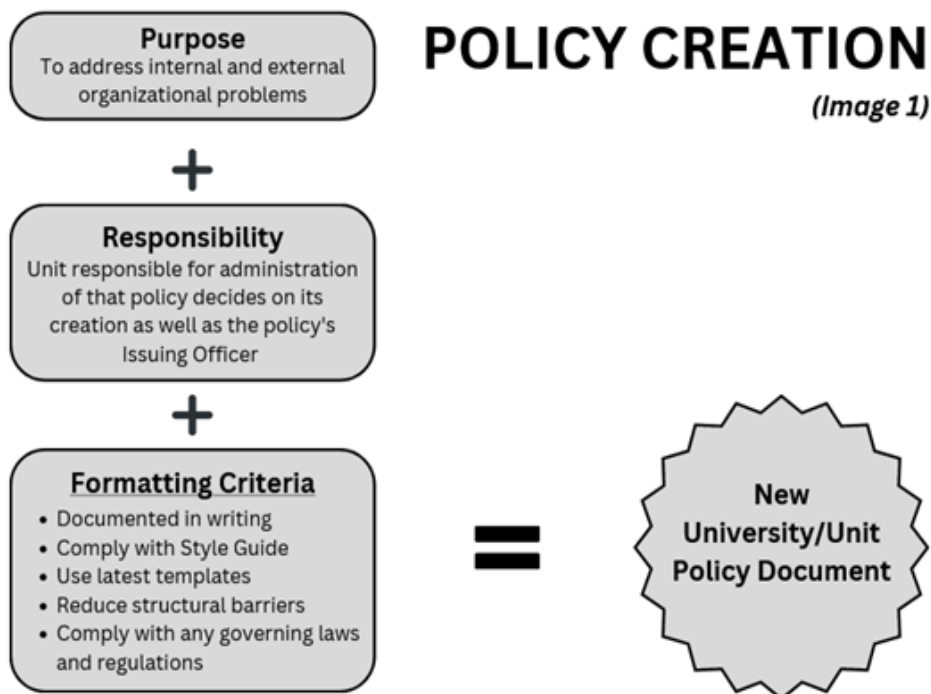 Purpose
To address internal and external
organizational problems
POLICY CREATION
(Image 1)
+
Responsibility
Unit responsible for administration
of that policy decides on its
creation as well as the policy's
Issuing Officer
+
Formatting Criteria
• Documented in writing
• Comply with Style Guide
• Use latest templates
• Reduce structural barriers
• Comply with any governing laws
and regulations
=
New
University/Unit
Policy Document